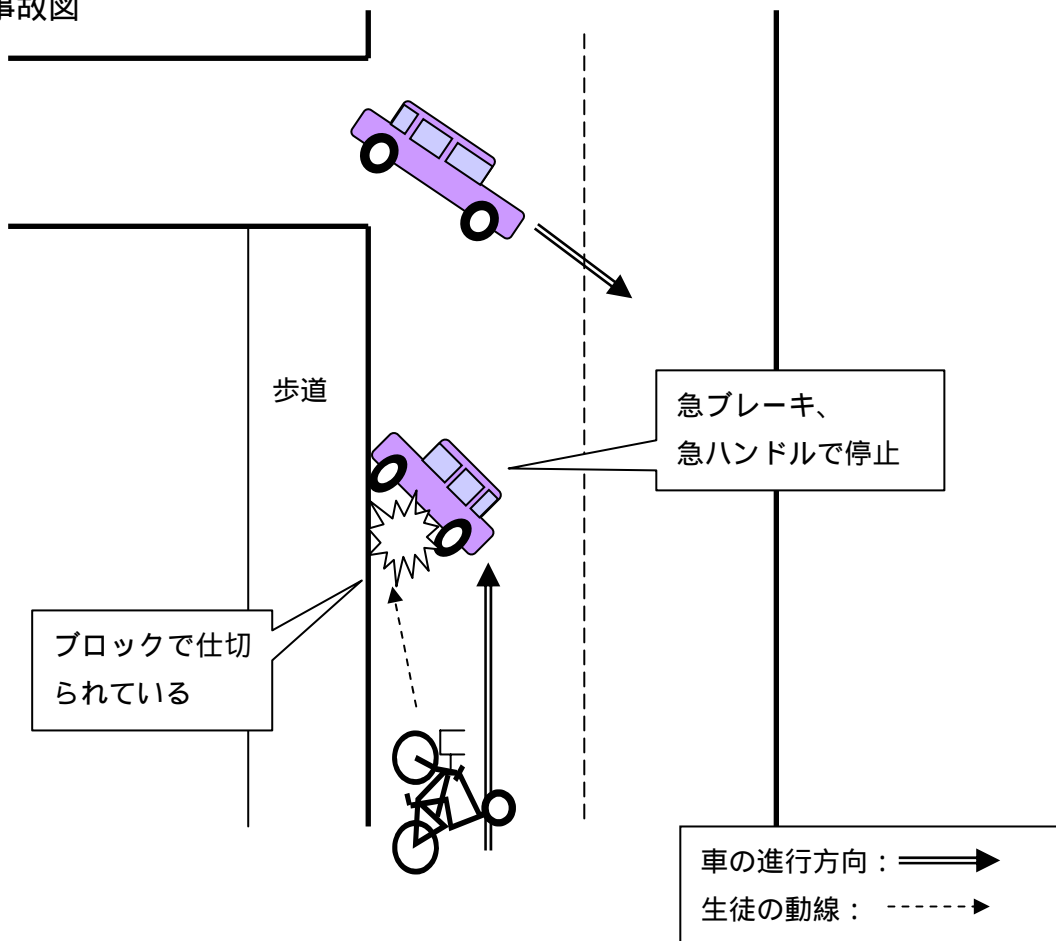 事故図
歩道
急ブレーキ、
急ハンドルで停止
ブロックで仕切
られている
車の進行方向：
生徒の動線：